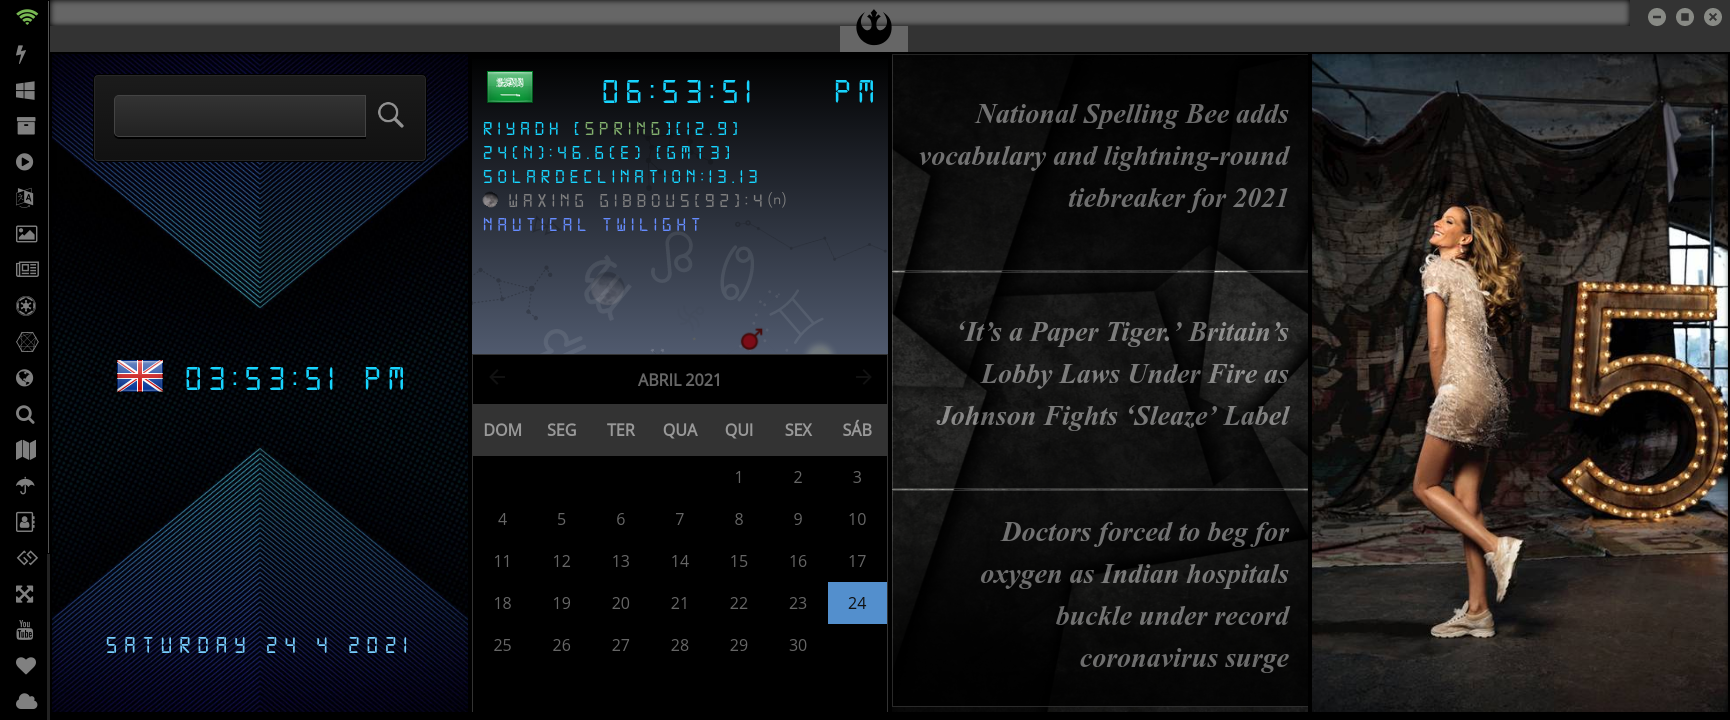 03:53:51 PM
SATURDAY 24 4 2021
06:53:51 PM
RIYADH [SPRING][12.9]
24(N):46.6(E) [GMT3]
SOLARDECLINATION:13.13
WAXING GIBBOUS[92]:4(n)
NAUTICAL TWILIGHT
ABRIL 2021
DOM SEG TER QUA QUI SEX SÁB
1 2 3
4 5 6 7 8 9 10
11 12 13 14 15 16 17
18 19 20 21 22 23 24
25 26 27 28 29 30
National Spelling Bee adds
vocabulary and lightning-round
tiebreaker for 2021
‘It’s a Paper Tiger.’ Britain’s
Lobby Laws Under Fire as
Johnson Fights ‘Sleaze’ Label
Doctors forced to beg for
oxygen as Indian hospitals
buckle under record
coronavirus surge
5
You
Tube